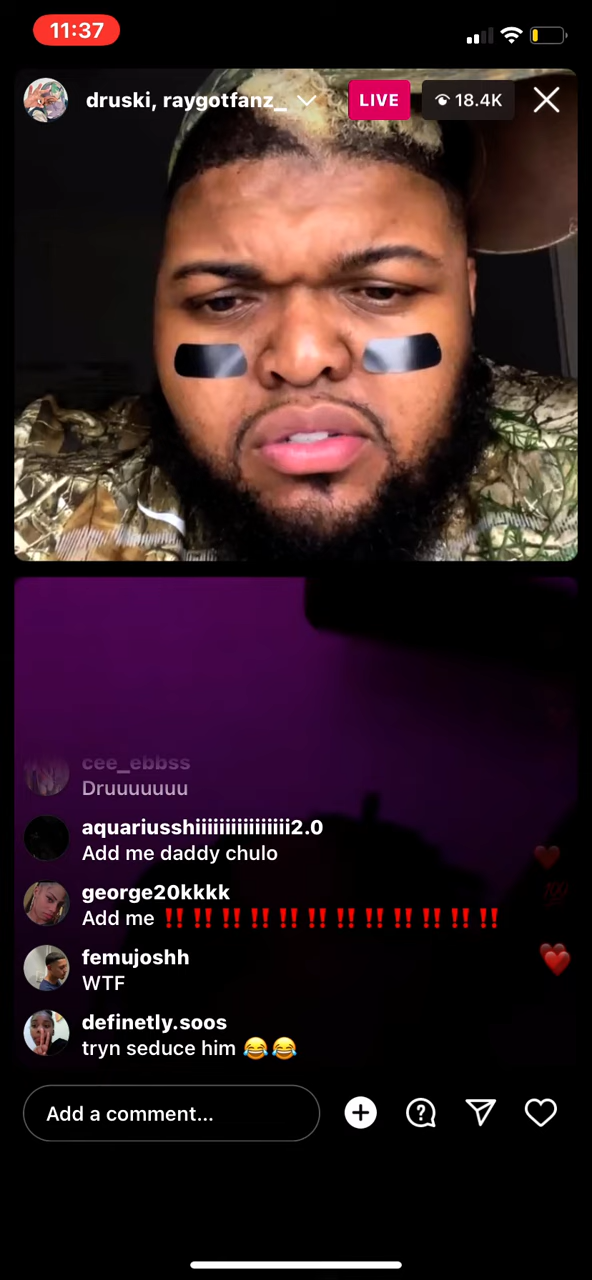 11:37
druski, raygotfanz_
LIVE
18.4K
cee_ebbss
Druuuuuuu
aquariusshiiiiiiiiiiiiiiiii2.0
Add me daddy chulo
george20kkkk
Add me ‼️‼️‼️‼️‼️‼️‼️‼️‼️‼️‼️‼️
femujoshh
WTF
definetly.soos
tryn seduce him 😂😂
Add a comment...